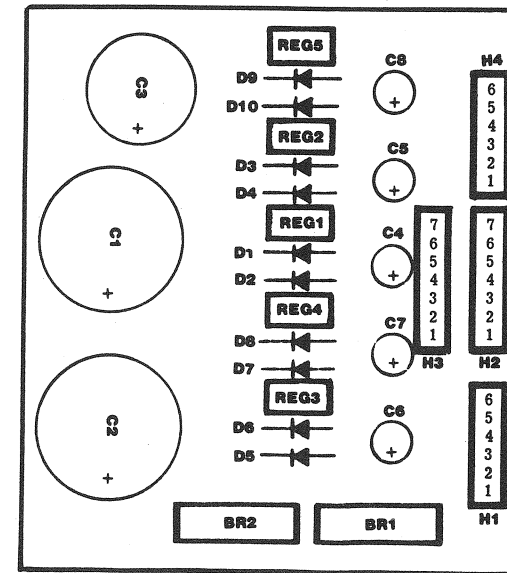 REG5
C8
H4
D9
C3
6
5
4
3
2
1
D10
+
+
REG2
C5
D3
D4
+
REG1
C4
C1
7
6
5
4
3
2
1
7
6
5
4
3
2
1
D1
D2
+
+
REG4
C7
D8
D7
+
H3
H2
REG3
6
5
4
3
2
1
C6
C2
D6
D5
+
+
H1
BR2
BR1